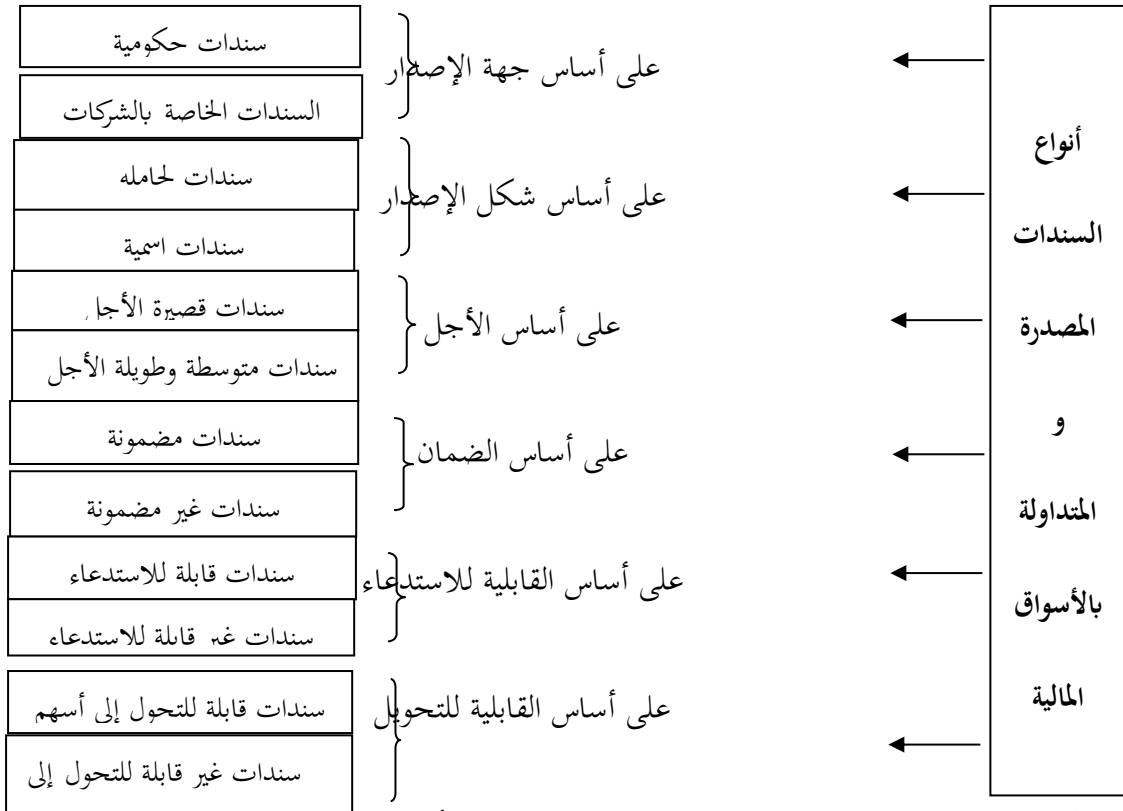 أنواع
السندات
المصدرة
و
المتداولة
بالأسواق
المالية
على أساس جهة الإصدار
سندات حكومية
السندات الخاصة بالشركات
على أساس شكل الإصدار
سندات لحامله
سندات اسمية
على أساس الأجل
سندات قصيرة الأجل
سندات متوسطة وطويلة الأجل
على أساس الضمان
سندات مضمونة
سندات غير مضمونة
على أساس القابلية للاستدعاء
سندات قابلة للاستدعاء
سندات غير قابلة للاستدعاء
على أساس القابلية للتحويل
سندات قابلة للتحول إلى أسهم
سندات غير قابلة للتحول إلى